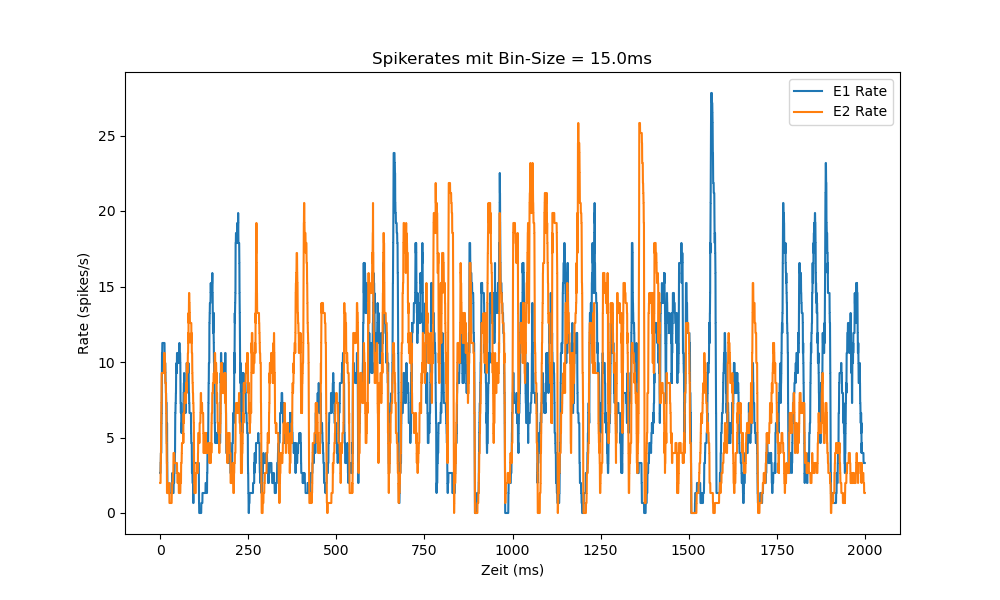 Spikerates mit Bin-Size = 15.0ms
E1 Rate
E2 Rate
Rate (spikes/s)
25
20
15
10
5
0
0 250 500 750 1000 1250 1500 1750 2000
Zeit (ms)